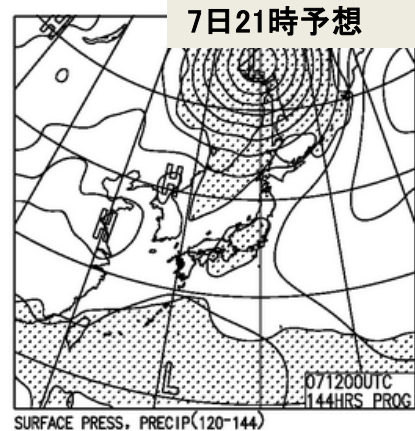 7日21時予想
H
H
L
071200UTC
144HRS PROG
SURFACE PRESS, PRECIP(120-144)